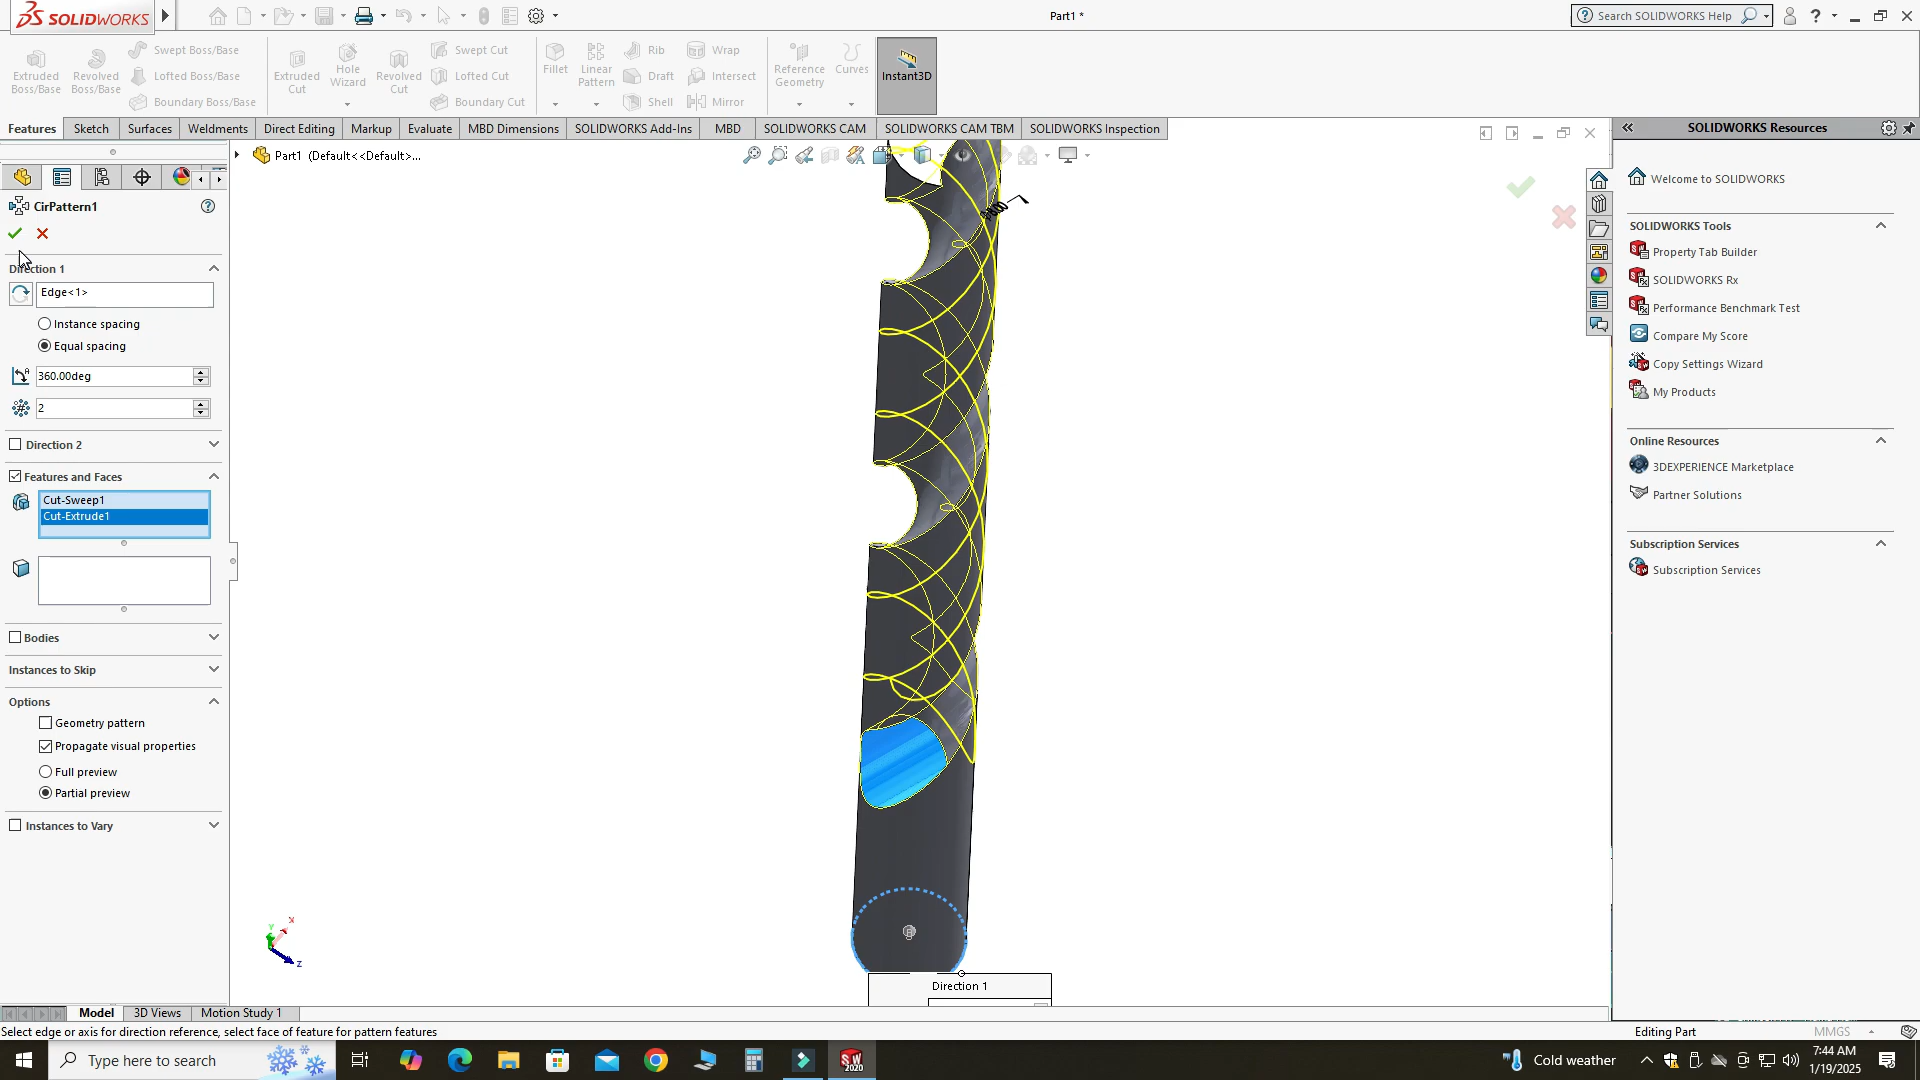 SOLIDWORKS
Part1 *
Search SOLIDWORKS Help
Extruded Boss/Base
Revolved Boss/Base
Swept Boss/Base
Lofted Boss/Base
Boundary Boss/Base
Extruded Cut
Hole Wizard
Revolved Cut
Swept Cut
Lofted Cut
Boundary Cut
Fillet
Linear Pattern
Rib
Draft
Shell
Wrap
Intersect
Mirror
Reference Geometry
Curves
Instant3D
Features
Sketch
Surfaces
Weldments
Direct Editing
Markup
Evaluate
MBD Dimensions
SOLIDWORKS Add-Ins
MBD
SOLIDWORKS CAM
SOLIDWORKS CAM TBM
SOLIDWORKS Inspection
SOLIDWORKS Resources
Part1 (Default<<Default>...
CirPattern1
Direction 1
Edge<1>
Instance spacing
Equal spacing
360.00deg
2
Direction 2
Features and Faces
Cut-Sweep1
Cut-Extrude1
Bodies
Instances to Skip
Options
Geometry pattern
Propagate visual properties
Full preview
Partial preview
Instances to Vary
Y
X
Z
Direction 1
Welcome to SOLIDWORKS
SOLIDWORKS Tools
Property Tab Builder
SOLIDWORKS Rx
Performance Benchmark Test
Compare My Score
Copy Settings Wizard
My Products
Online Resources
3DEXPERIENCE Marketplace
Partner Solutions
Subscription Services
Subscription Services
Model
3D Views
Motion Study 1
Select edge or axis for direction reference, select face of feature for pattern features
Editing Part
MMGS
Type here to search
SW
2020
Cold weather
7:44 AM
1/19/2025